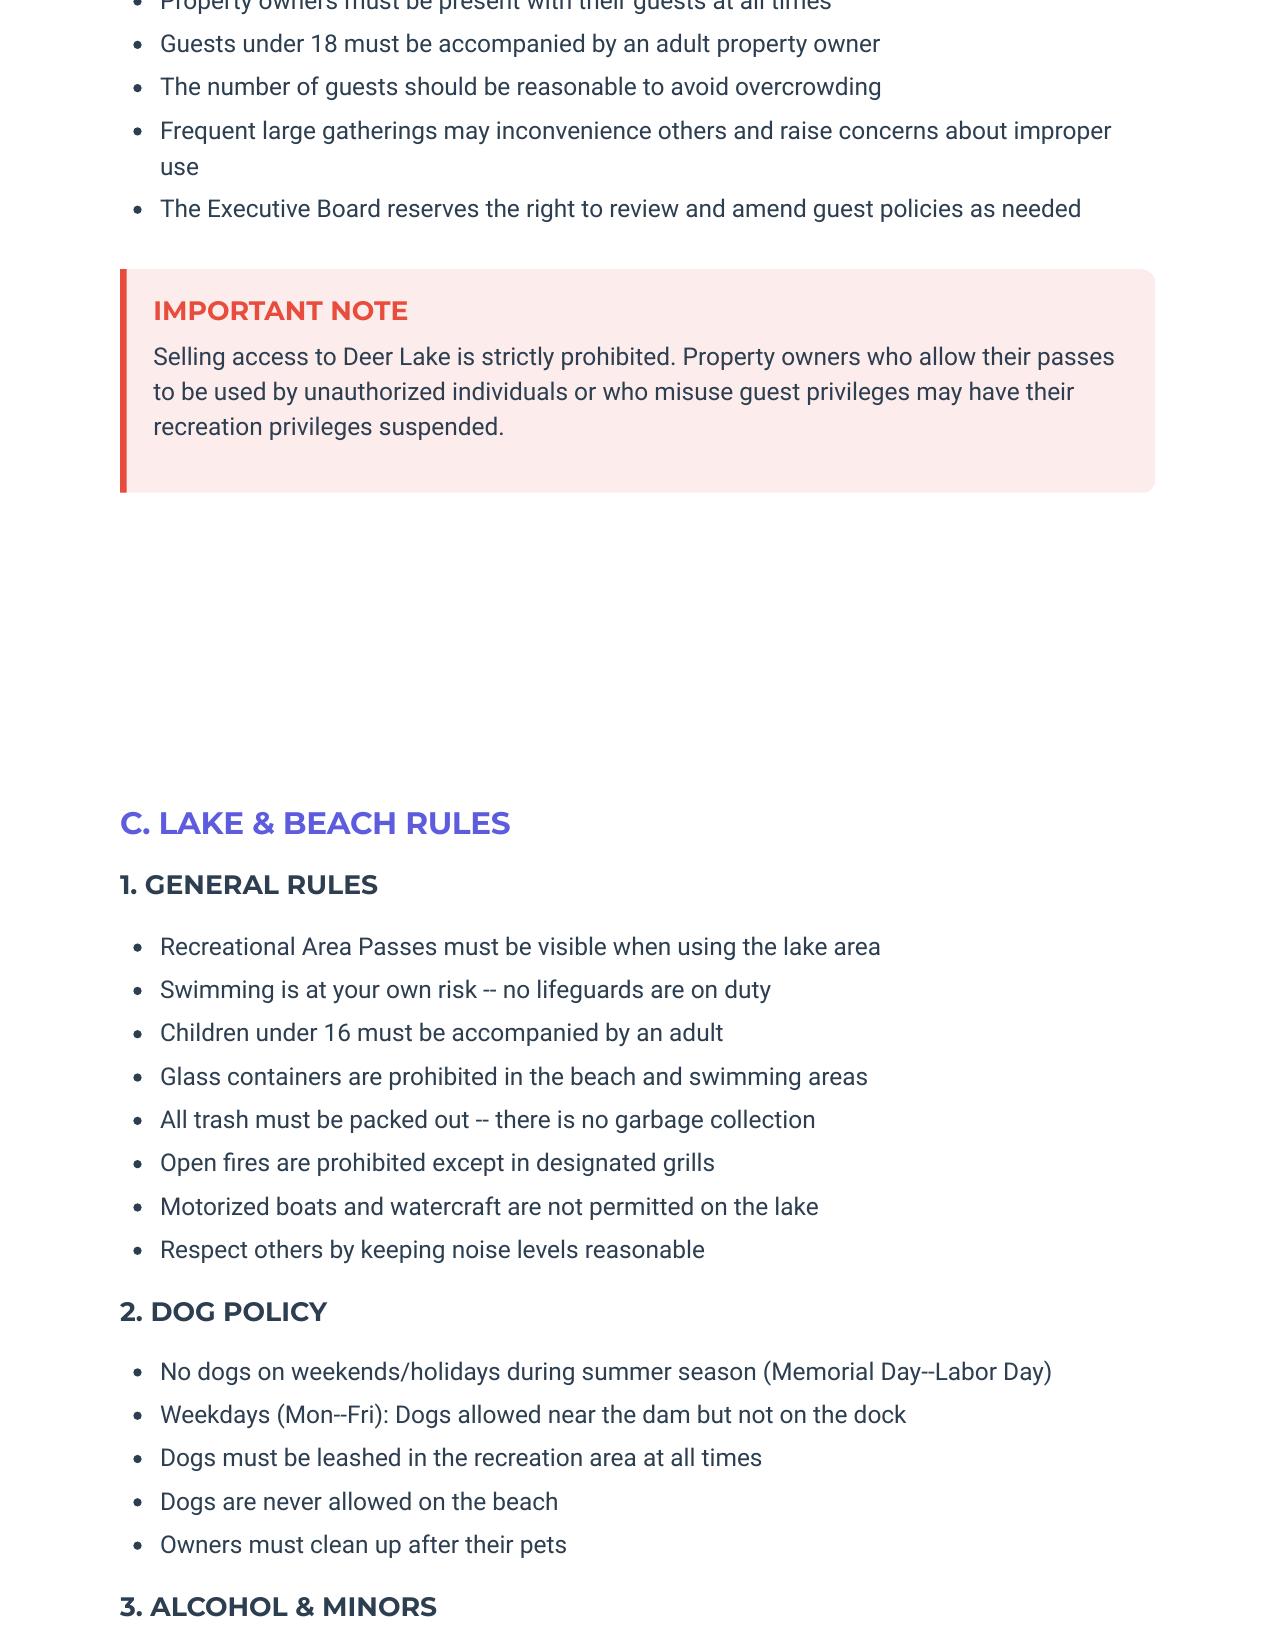 Property owners must be present with their guests at all times
Guests under 18 must be accompanied by an adult property owner
The number of guests should be reasonable to avoid overcrowding
Frequent large gatherings may inconvenience others and raise concerns about improper
use
The Executive Board reserves the right to review and amend guest policies as needed
IMPORTANT NOTE
Selling access to Deer Lake is strictly prohibited. Property owners who allow their passes
to be used by unauthorized individuals or who misuse guest privileges may have their
recreation privileges suspended.
C. LAKE & BEACH RULES
1. GENERAL RULES
Recreational Area Passes must be visible when using the lake area
Swimming is at your own risk -- no lifeguards are on duty
Children under 16 must be accompanied by an adult
Glass containers are prohibited in the beach and swimming areas
All trash must be packed out -- there is no garbage collection
Open fires are prohibited except in designated grills
Motorized boats and watercraft are not permitted on the lake
Respect others by keeping noise levels reasonable
2. DOG POLICY
No dogs on weekends/holidays during summer season (Memorial Day--Labor Day)
Weekdays (Mon--Fri): Dogs allowed near the dam but not on the dock
Dogs must be leashed in the recreation area at all times
Dogs are never allowed on the beach
Owners must clean up after their pets
3. ALCOHOL & MINORS